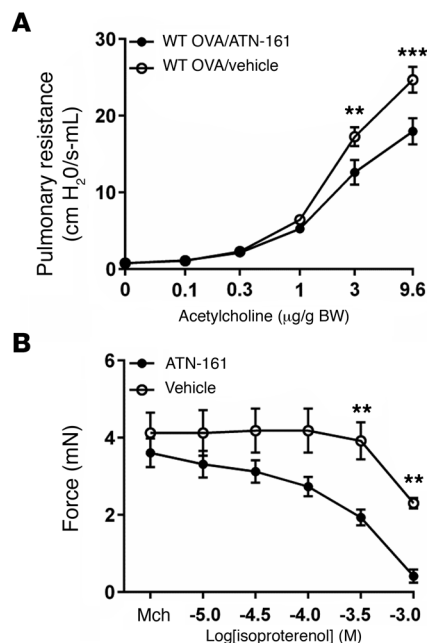 A
WT OVA/ATN-161
WT OVA/vehicle
Pulmonary resistance
(cm H₂0/s-mL)
30
20
10
0
**
***
0 0.1 0.3 1 3 9.6
Acetylcholine (μg/g BW)
B
ATN-161
Vehicle
Force (mN)
6
4
2
0
**
**
Mch -5.0 -4.5 -4.0 -3.5 -3.0
Log[isoproterenol] (M)